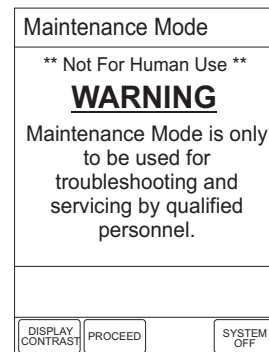 Maintenance Mode
** Not For Human Use **
WARNING
Maintenance Mode is only
to be used for
troubleshooting and
servicing by qualified
personnel.
DISPLAY
CONTRAST
PROCEED
SYSTEM
OFF